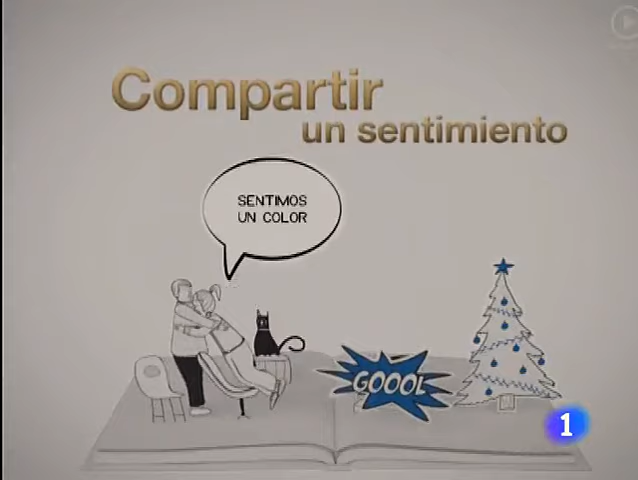 Compartir
un sentimiento
SENTIMOS
UN COLOR
GOOOL
1